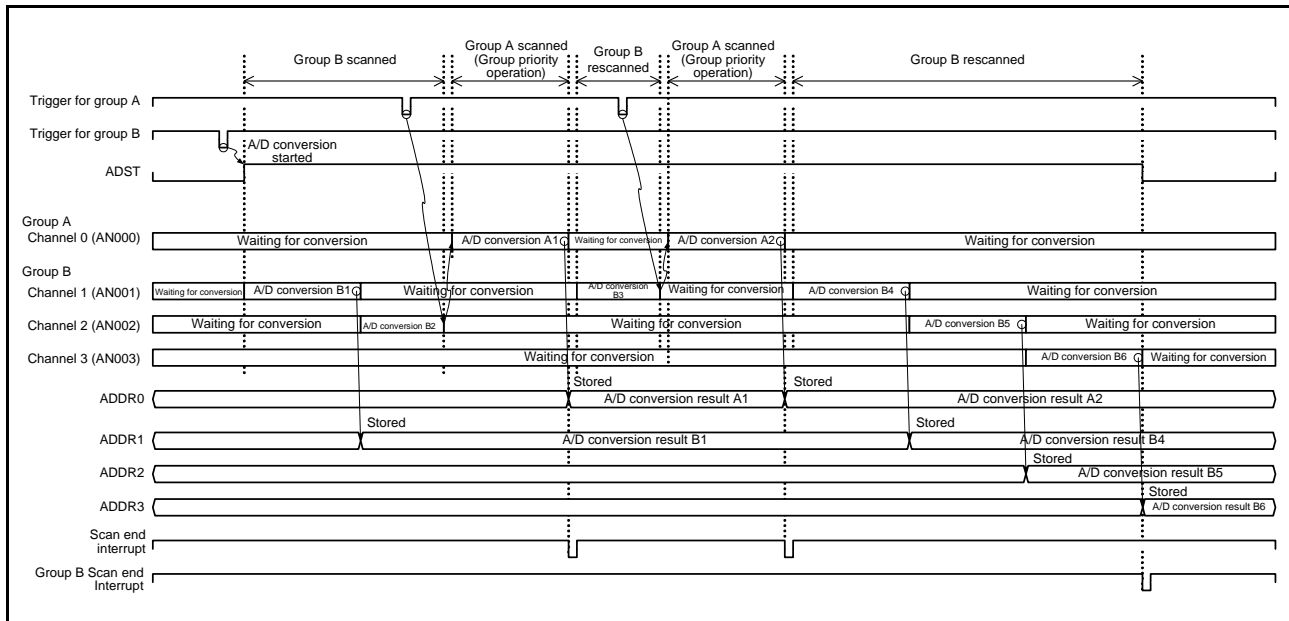 Group B scanned
Group A scanned
(Group priority
operation)
Group B
rescanned
Group A scanned
(Group priority
operation)
Group B rescanned
Trigger for group A
Trigger for group B
A/D conversion
started
ADST
Group A
Channel 0 (AN000)
Waiting for conversion
A/D conversion A1
Waiting for conversion
A/D conversion A2
Waiting for conversion
Group B
Channel 1 (AN001)
Waiting for conversion
A/D conversion B1
Waiting for conversion
A/D conversion
B3
Waiting for conversion
A/D conversion B4
Waiting for conversion
Channel 2 (AN002)
Waiting for conversion
A/D conversion B2
Waiting for conversion
A/D conversion B5
Waiting for conversion
Channel 3 (AN003)
Waiting for conversion
A/D conversion B6
Waiting for conversion
Stored
Stored
ADDR0
A/D conversion result A1
A/D conversion result A2
Stored
Stored
ADDR1
A/D conversion result B1
A/D conversion result B4
Stored
ADDR2
A/D conversion result B5
Stored
ADDR3
A/D conversion result B6
Scan end
interrupt
Group B Scan end
Interrupt